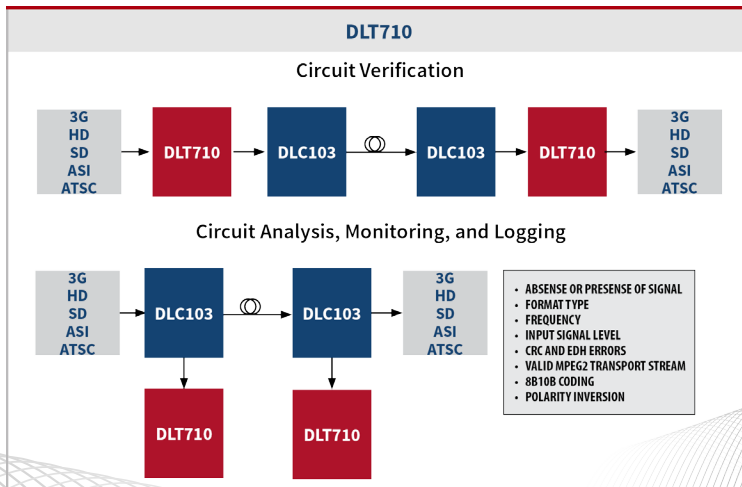 DLT710
Circuit Verification
3G
HD
SD
ASI
ATSC
DLT710
DLC103
DLC103
DLT710
3G
HD
SD
ASI
ATSC
Circuit Analysis, Monitoring, and Logging
3G
HD
SD
ASI
ATSC
DLC103
DLC103
3G
HD
SD
ASI
ATSC
DLT710
DLT710
• ABSENSE OR PRESENSE OF SIGNAL
• FORMAT TYPE
• FREQUENCY
• INPUT SIGNAL LEVEL
• CRC AND EDH ERRORS
• VALID MPEG2 TRANSPORT STREAM
• 8B10B CODING
• POLARITY INVERSION